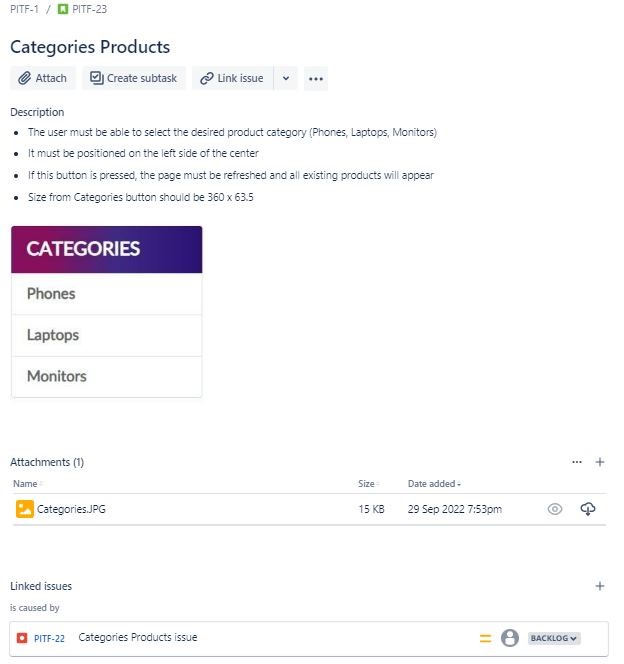 PITF-1 / PITF-23
Categories Products
Attach Create subtask Link issue
Description
The user must be able to select the desired product category (Phones, Laptops, Monitors)
It must be positioned on the left side of the center
If this button is pressed, the page must be refreshed and all existing products will appear
Size from Categories button should be 360 x 63.5
CATEGORIES
Phones
Laptops
Monitors
Attachments (1)
Name Size Date added
Categories.JPG 15 KB 29 Sep 2022 7:53pm
Linked issues
is caused by
PITF-22 Categories Products issue BACKLOG